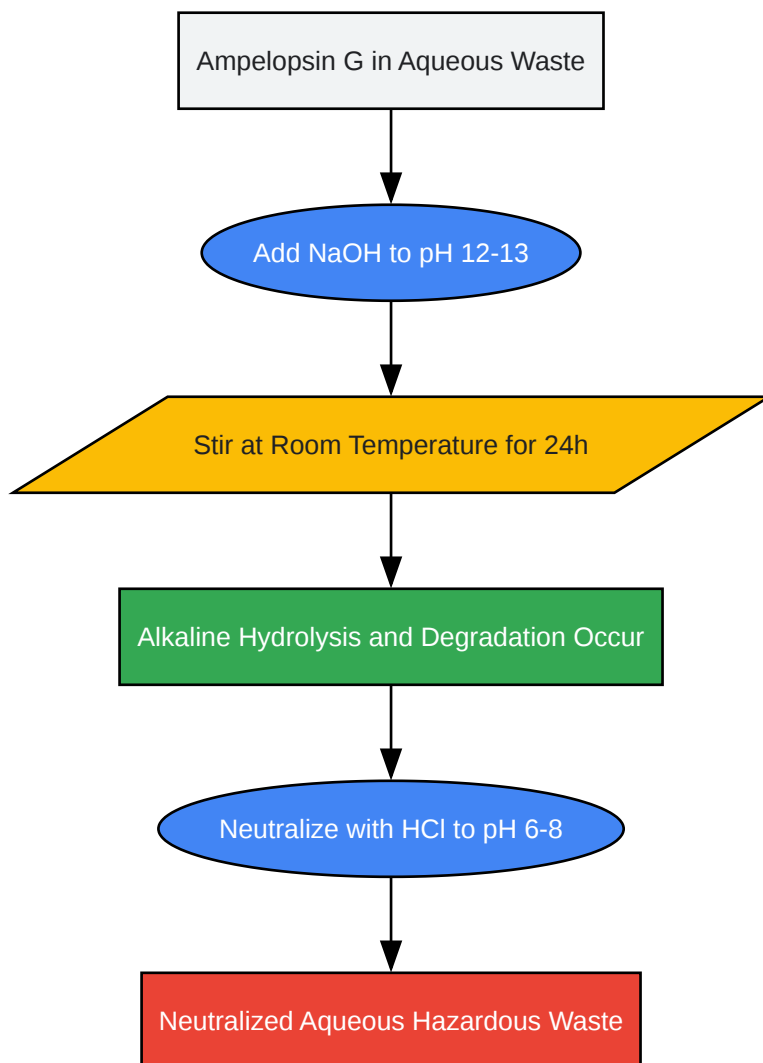 Ampelopsin G in Aqueous Waste
Add NaOH to pH 12-13
Stir at Room Temperature for 24h
Alkaline Hydrolysis and Degradation Occur
Neutralize with HCl to pH 6-8
Neutralized Aqueous Hazardous Waste